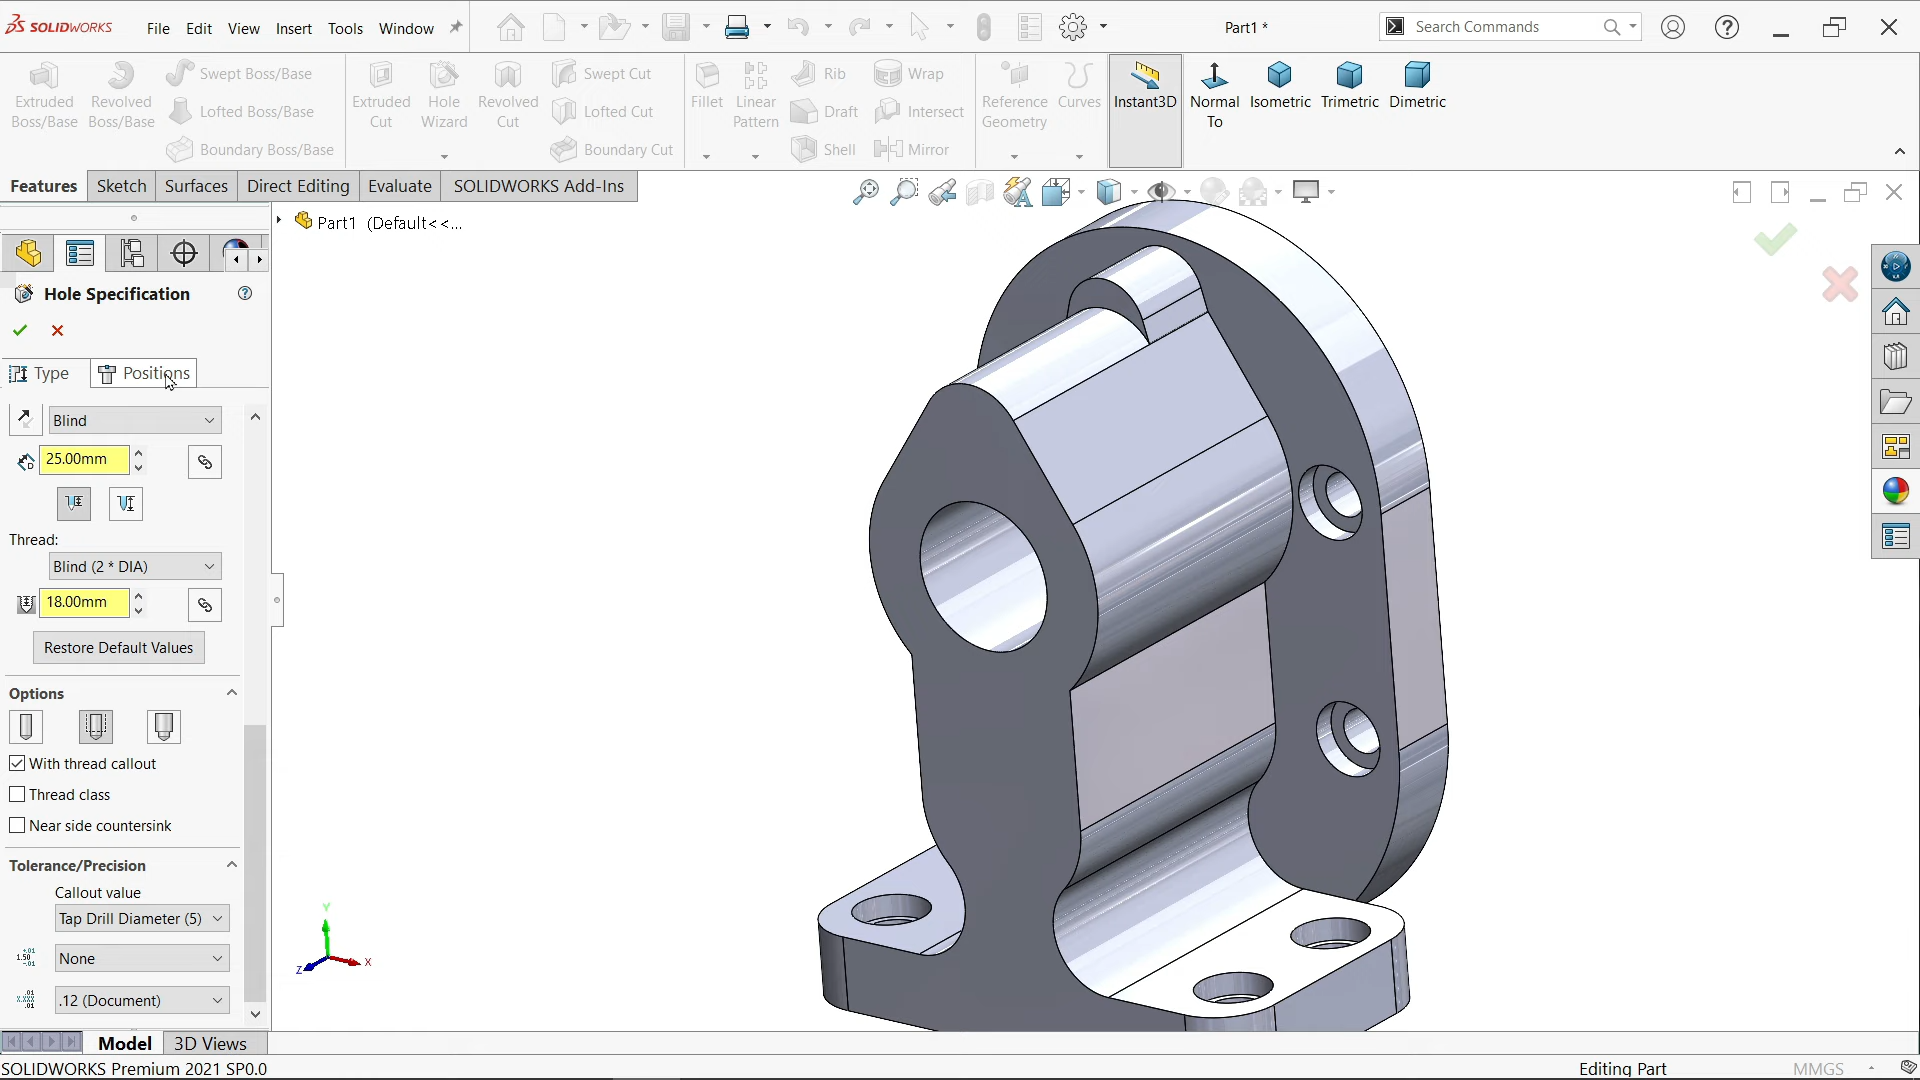 SOLIDWORKS
File Edit View Insert Tools Window
Part1 *
Search Commands
Extruded Boss/Base
Revolved Boss/Base
Swept Boss/Base
Lofted Boss/Base
Boundary Boss/Base
Extruded Cut
Hole Wizard
Revolved Cut
Swept Cut
Lofted Cut
Boundary Cut
Fillet
Linear Pattern
Rib
Draft
Shell
Wrap
Intersect
Mirror
Reference Geometry
Curves
Instant3D
Normal To
Isometric
Trimetric
Dimetric
Features Sketch Surfaces Direct Editing Evaluate SOLIDWORKS Add-Ins
Part1 (Default<<...
Hole Specification
Type Positions
Blind
25.00mm
Thread:
Blind (2 * DIA)
18.00mm
Restore Default Values
Options
With thread callout
Thread class
Near side countersink
Tolerance/Precision
Callout value
Tap Drill Diameter (5)
None
.12 (Document)
Y
Z X
Model 3D Views
SOLIDWORKS Premium 2021 SP0.0
Editing Part
MMGS